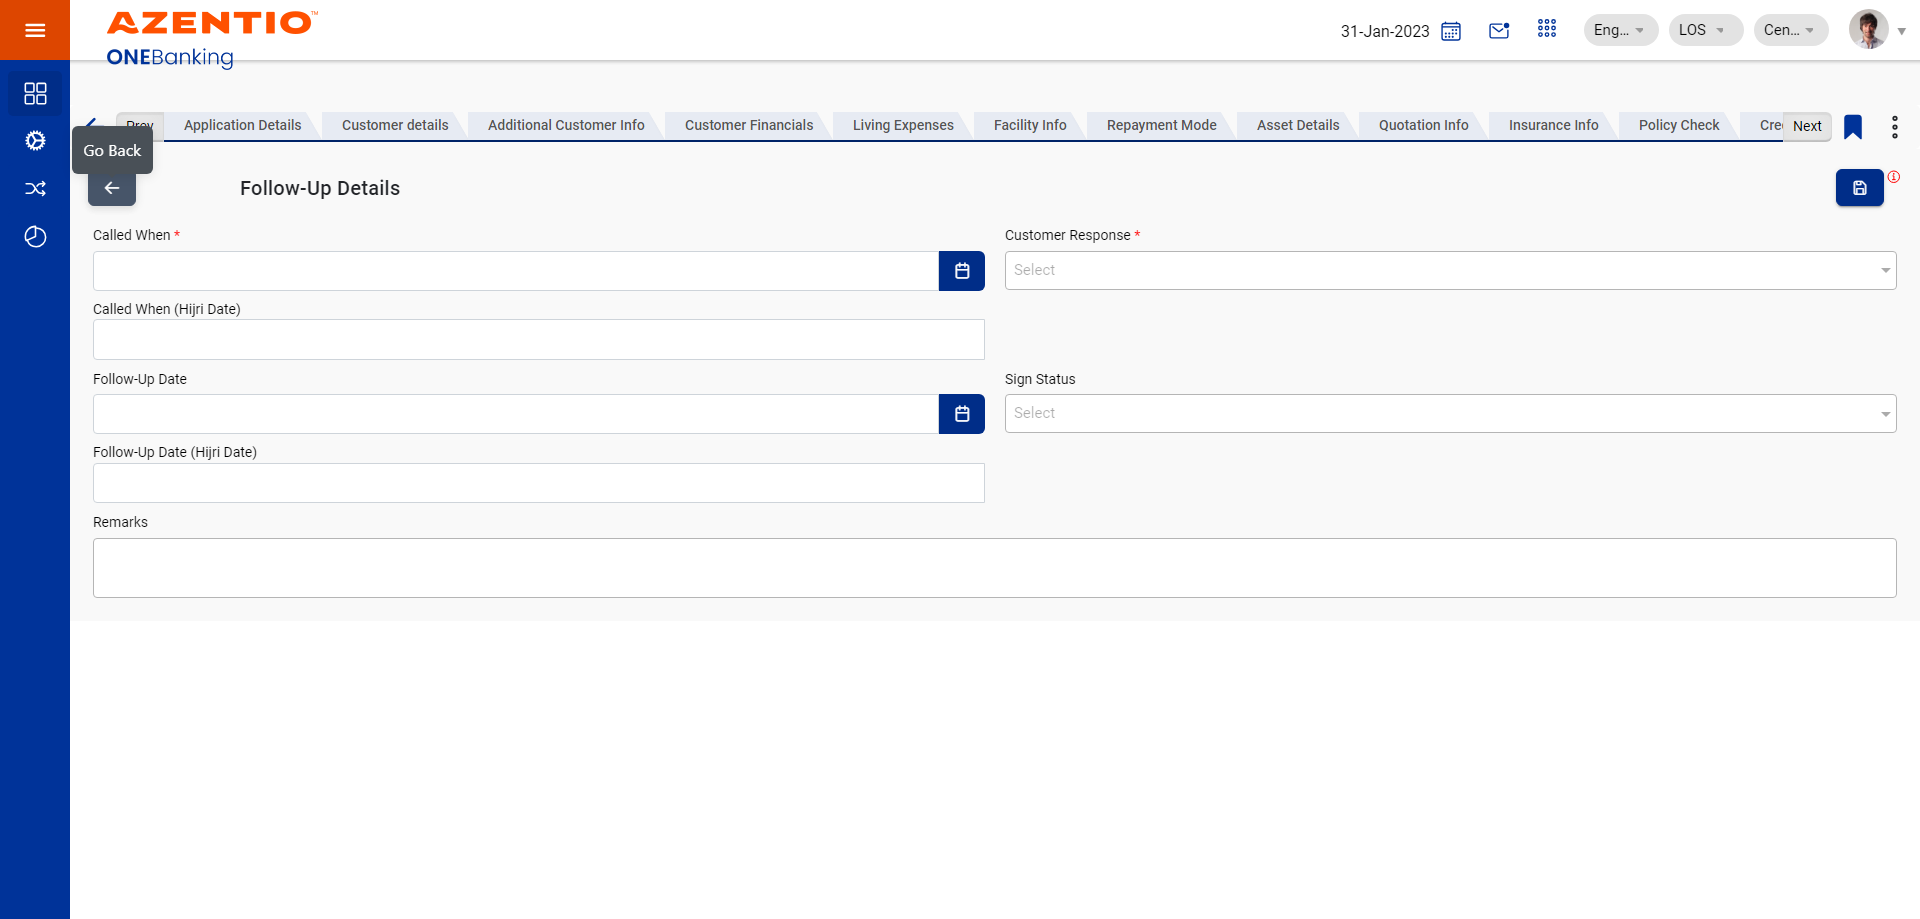 AZENTIO™
ONEBanking
31-Jan-2023
Eng...
LOS
Cen...
Prev
Application Details
Customer details
Additional Customer Info
Customer Financials
Living Expenses
Facility Info
Repayment Mode
Asset Details
Quotation Info
Insurance Info
Policy Check
Cre
Next
Go Back
Follow-Up Details
Called When *
Customer Response *
Select
Called When (Hijri Date)
Follow-Up Date
Sign Status
Select
Follow-Up Date (Hijri Date)
Remarks